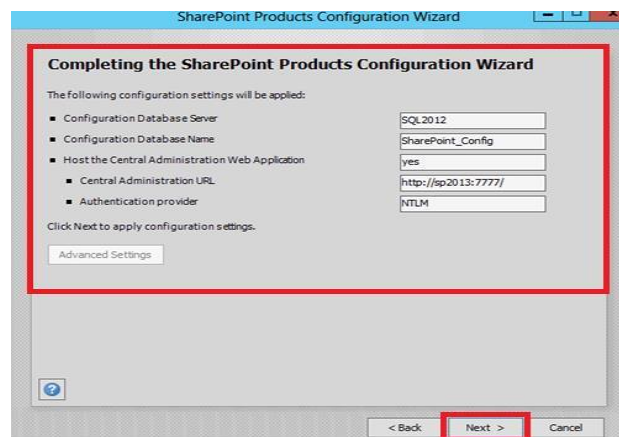 SharePoint Products Configuration Wizard
Completing the SharePoint Products Configuration Wizard
The following configuration settings will be applied:
Configuration Database Server SQL2012
Configuration Database Name SharePoint_Config
Host the Central Administration Web Application yes
Central Administration URL http://sp2013:7777/
Authentication provider NTLM
Click Next to apply configuration settings.
Advanced Settings
?
< Back Next > Cancel